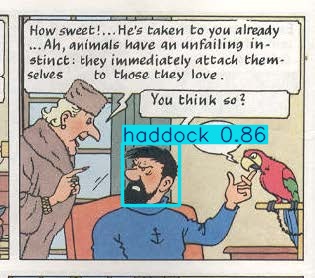 How sweet!... He's taken to you already
...Ah, animals have an unfailing in-
stinct: they immediately attach them-
selves to those they love.
You think so?
haddock 0.86